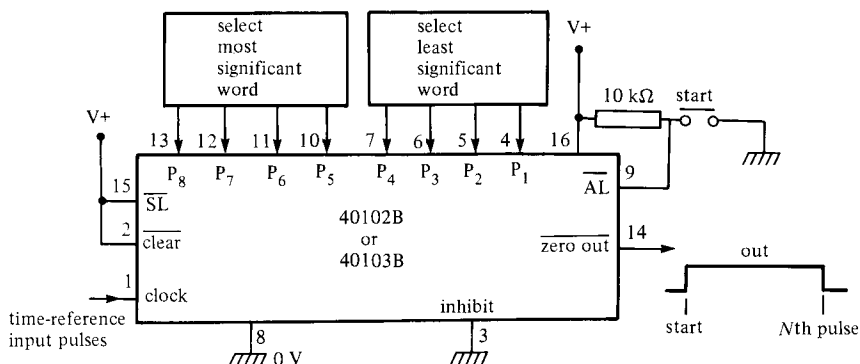 select
most
significant
word
select
least
significant
word
V+
10 kΩ
start
V+
13
12
11
10
7
6
5
4
16
P8
P7
P6
P5
P4
P3
P2
P1
9
AL
15
SL
2
clear
40102B
or
40103B
zero out
14
out
1
clock
time-reference
input pulses
inhibit
8
0 V
3
start
Nth pulse